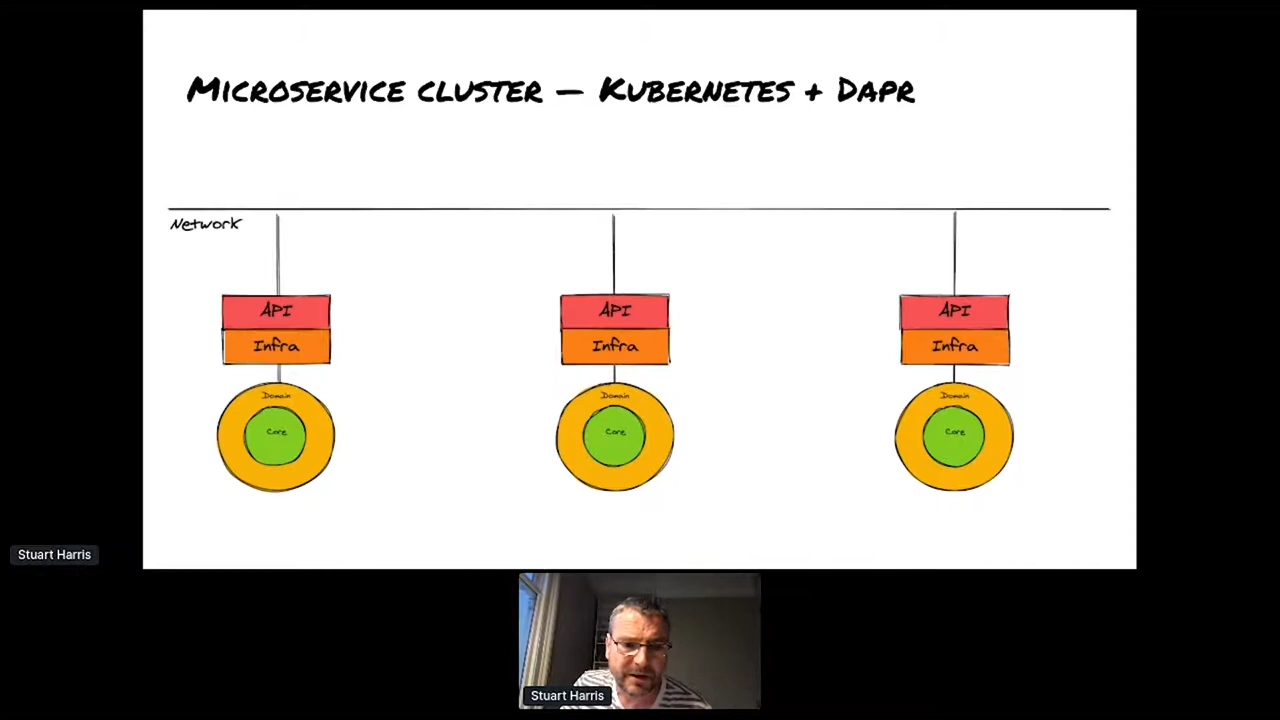 Microservice cluster — Kubernetes + Dapr
Network
API
API
API
Infra
Infra
Infra
Domain
Domain
Domain
Core
Core
Core
Stuart Harris
Stuart Harris